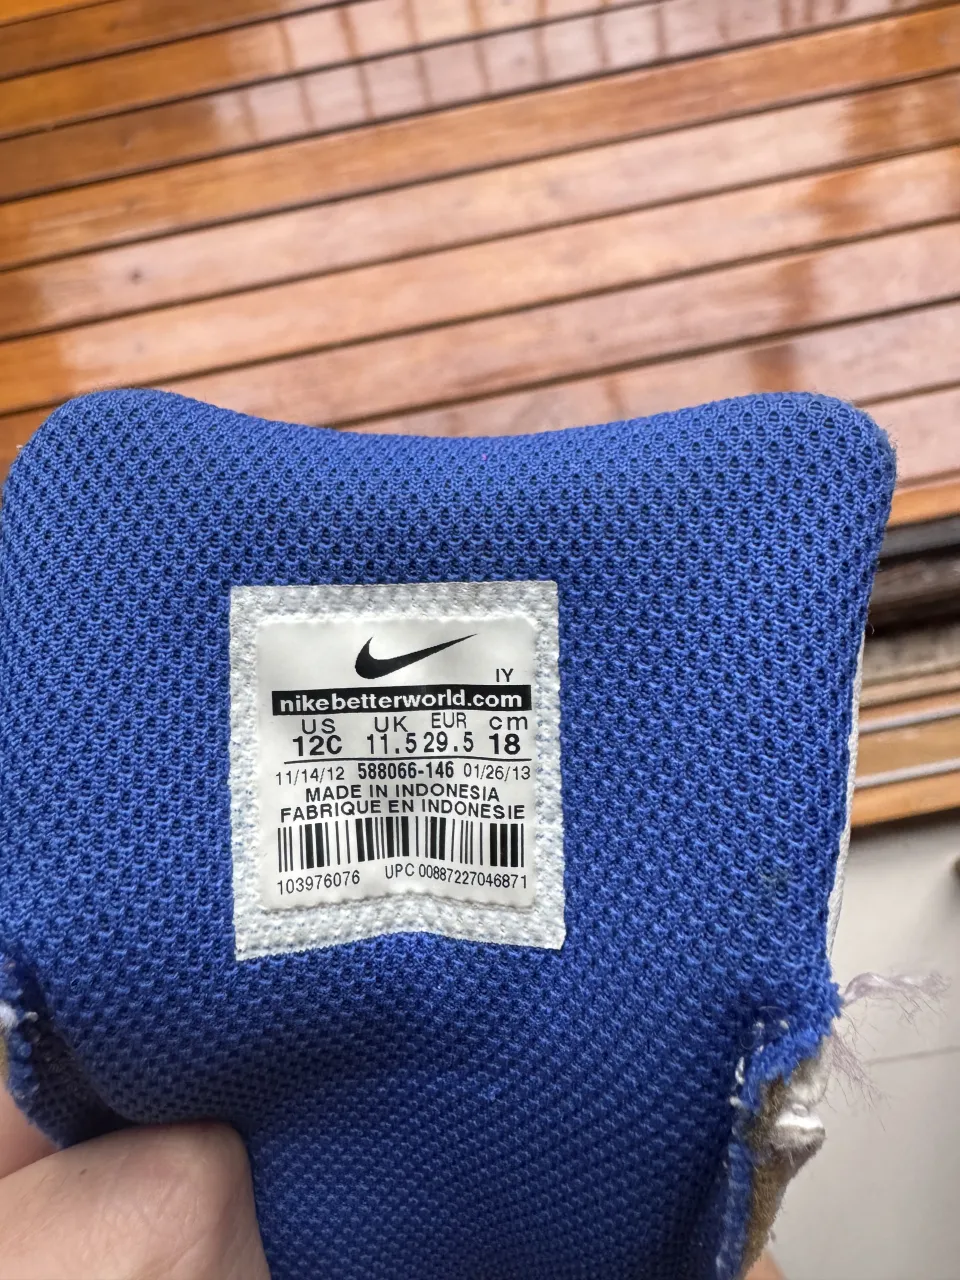 IY
nikebetterworld.com
US UK EUR cm
12C 11.5 29.5 18
11/14/12 588066-146 01/26/13
MADE IN INDONESIA
FABRIQUE EN INDONESIE
103976076 UPC 00887227046871